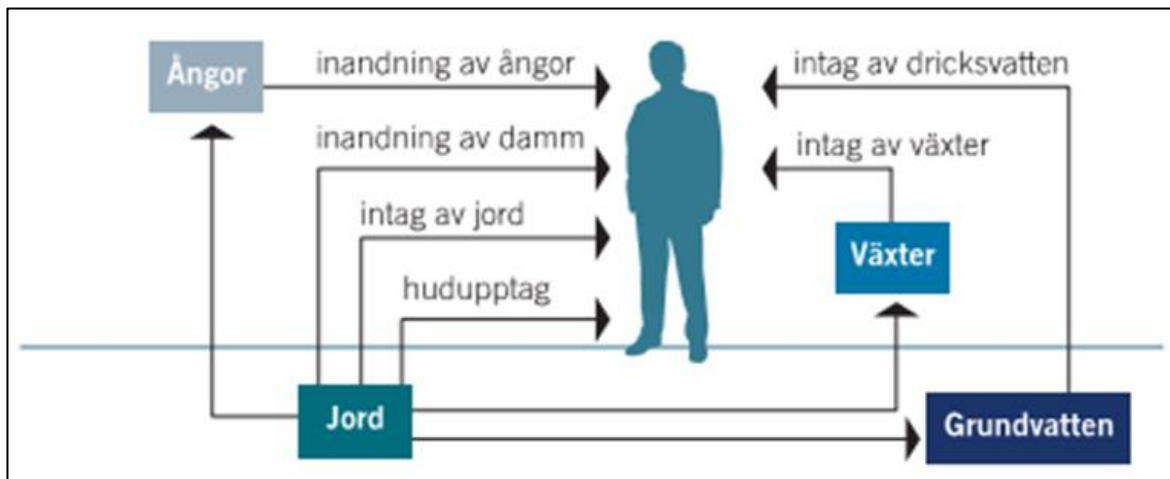 Ångor
inandning av ångor
intag av dricksvatten
inandning av damm
intag av växter
intag av jord
Växter
hudupptag
Jord
Grundvatten